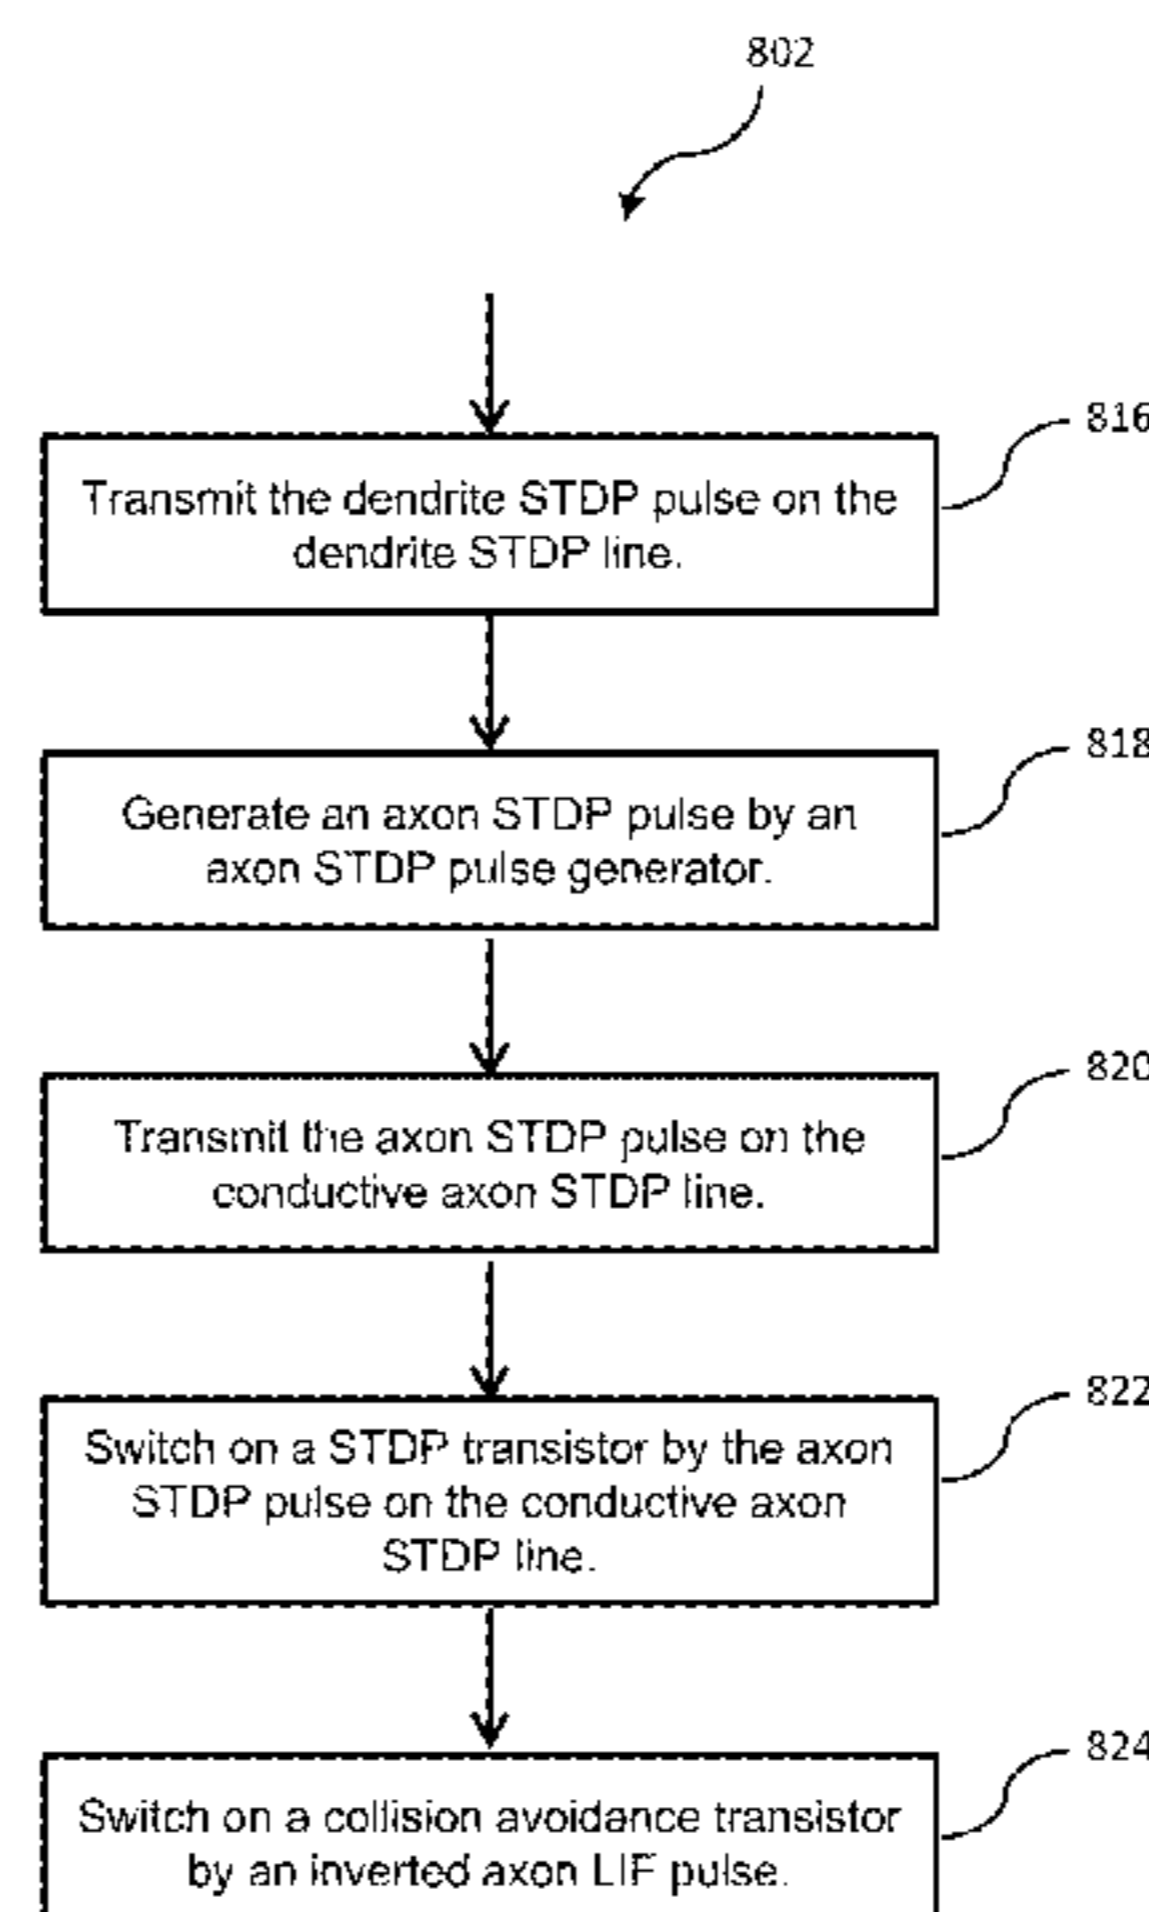 802
816
Transmit the dendrite STDP pulse on the
dendrite STDP line.
818
Generate an axon STDP pulse by an
axon STDP pulse generator.
820
Transmit the axon STDP pulse on the
conductive axon STDP line.
822
Switch on a STDP transistor by the axon
STDP pulse on the conductive axon
STDP line.
824
Switch on a collision avoidance transistor
by an inverted axon LIF pulse.